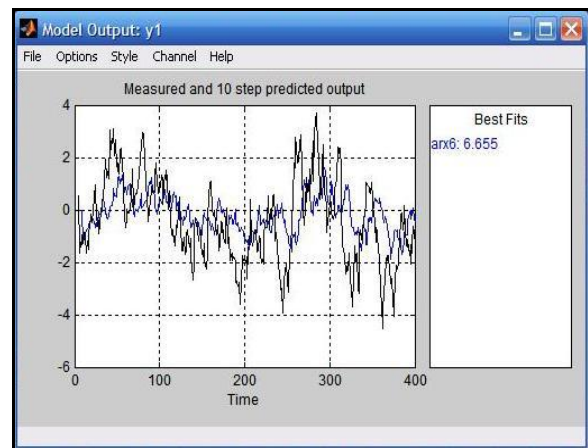 Model Output: y1
File Options Style Channel Help
Measured and 10 step predicted output
Best Fits
arx6: 6.655
4
2
0
-2
-4
-6
0 100 200 300 400
Time